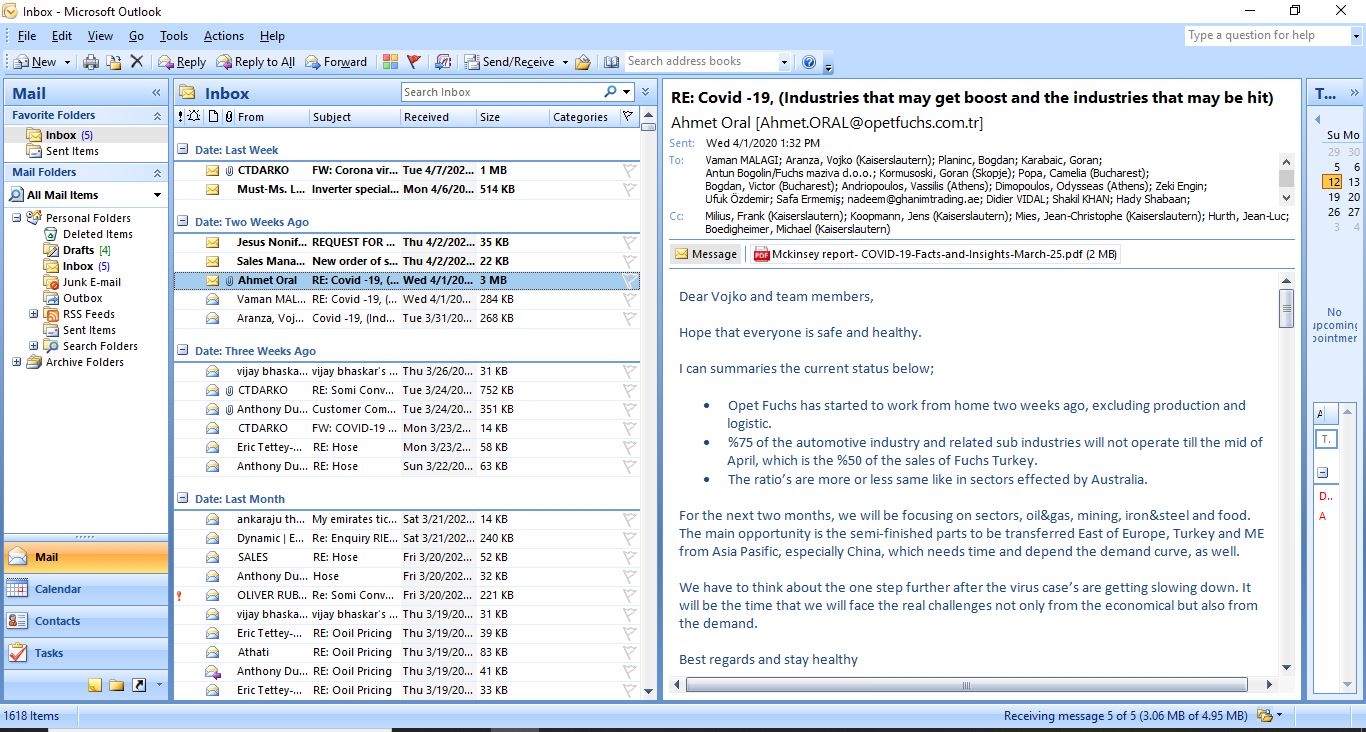 Inbox - Microsoft Outlook
File Edit View Go Tools Actions Help
Type a question for help
New Reply Reply to All Forward Send/Receive Search address books
Mail «
Favorite Folders
Inbox (5)
Sent Items
Mail Folders
All Mail Items
Personal Folders
Deleted Items
Drafts [4]
Inbox (5)
Junk E-mail
Outbox
RSS Feeds
Sent Items
Search Folders
Archive Folders
Mail
Calendar
Contacts
Tasks
Inbox Search Inbox
! From Subject Received Size Categories
Date: Last Week
CTDARKO FW: Corona vir... Tue 4/7/202... 1 MB
Must-Ms. L... Inverter special... Mon 4/6/20... 514 KB
Date: Two Weeks Ago
Jesus Nonif... REQUEST FOR ... Thu 4/2/202... 35 KB
Sales Mana... New order of s... Thu 4/2/202... 22 KB
Ahmet Oral RE: Covid -19, (... Wed 4/1/20... 3 MB
Vaman MAL... RE: Covid -19, (... Wed 4/1/20... 284 KB
Aranza, Voj... Covid -19, (Ind... Tue 3/31/20... 268 KB
Date: Three Weeks Ago
vijay bhaskar vijay bhaskar's ... Thu 3/26/20... 31 KB
CTDARKO RE: Somi Conv... Tue 3/24/20... 752 KB
Anthony Du... Customer Com... Tue 3/24/20... 351 KB
CTDARKO FW: COVID-19 ... Mon 3/23/2... 14 KB
Eric Tettey-... RE: Hose Mon 3/23/2... 58 KB
Anthony Du... RE: Hose Sun 3/22/20... 63 KB
Date: Last Month
ankaraju th... My emirates tic... Sat 3/21/202... 14 KB
Dynamic | E... Re: Enquiry RIE... Sat 3/21/202... 240 KB
SALES RE: Hose Fri 3/20/202... 52 KB
Anthony Du... Hose Fri 3/20/202... 32 KB
! OLIVER RUB... Re: Somi Conv... Fri 3/20/202... 221 KB
vijay bhaska... vijay bhaskar's ... Thu 3/19/20... 31 KB
Eric Tettey-... RE: Ooil Pricing Thu 3/19/20... 39 KB
Athati RE: Ooil Pricing Thu 3/19/20... 83 KB
Anthony Du... RE: Ooil Pricing Thu 3/19/20... 41 KB
Eric Tettey-... RE: Ooil Pricing Thu 3/19/20... 33 KB
RE: Covid -19, (Industries that may get boost and the industries that may be hit)
Ahmet Oral [Ahmet.ORAL@opetfuchs.com.tr]
Sent: Wed 4/1/2020 1:32 PM
To: Vaman MALAGI; Aranza, Vojko (Kaiserslautern); Planinc, Bogdan; Karabaic, Goran;
Antun Bogolin/Fuchs maziva d.o.o.; Kormusoski, Goran (Skopje); Popa, Camelia (Bucharest);
Bogdan, Victor (Bucharest); Andriopoulos, Vassilis (Athens); Dimopoulos, Odysseas (Athens); Zeki Engin;
Ufuk Özdemir; Safa Ermemiş; nadeem@ghanimtrading.ae; Didier VIDAL; Shakil KHAN; Hady Shabaan;
Cc: Milius, Frank (Kaiserslautern); Koopmann, Jens (Kaiserslautern); Mies, Jean-Christophe (Kaiserslautern); Hurth, Jean-Luc;
Boedigheimer, Michael (Kaiserslautern)
Message PDF Mckinsey report- COVID-19-Facts-and-Insights-March-25.pdf (2 MB)
Dear Vojko and team members,
Hope that everyone is safe and healthy.
I can summaries the current status below;
• Opet Fuchs has started to work from home two weeks ago, excluding production and
logistic.
• %75 of the automotive industry and related sub industries will not operate till the mid of
April, which is the %50 of the sales of Fuchs Turkey.
• The ratio's are more or less same like in sectors effected by Australia.
For the next two months, we will be focusing on sectors, oil&gas, mining, iron&steel and food.
The main opportunity is the semi-finished parts to be transferred East of Europe, Turkey and ME
from Asia Pasific, especially China, which needs time and depend the demand curve, as well.
We have to think about the one step further after the virus case's are getting slowing down. It
will be the time that we will face the real challenges not only from the economical but also from
the demand.
Best regards and stay healthy
T... »
Su Mo
29 30
5 6
12 13
19 20
26 27
3 4
No
upcoming
pointmer
A
T.
D..
A
1618 Items
Receiving message 5 of 5 (3.06 MB of 4.95 MB)